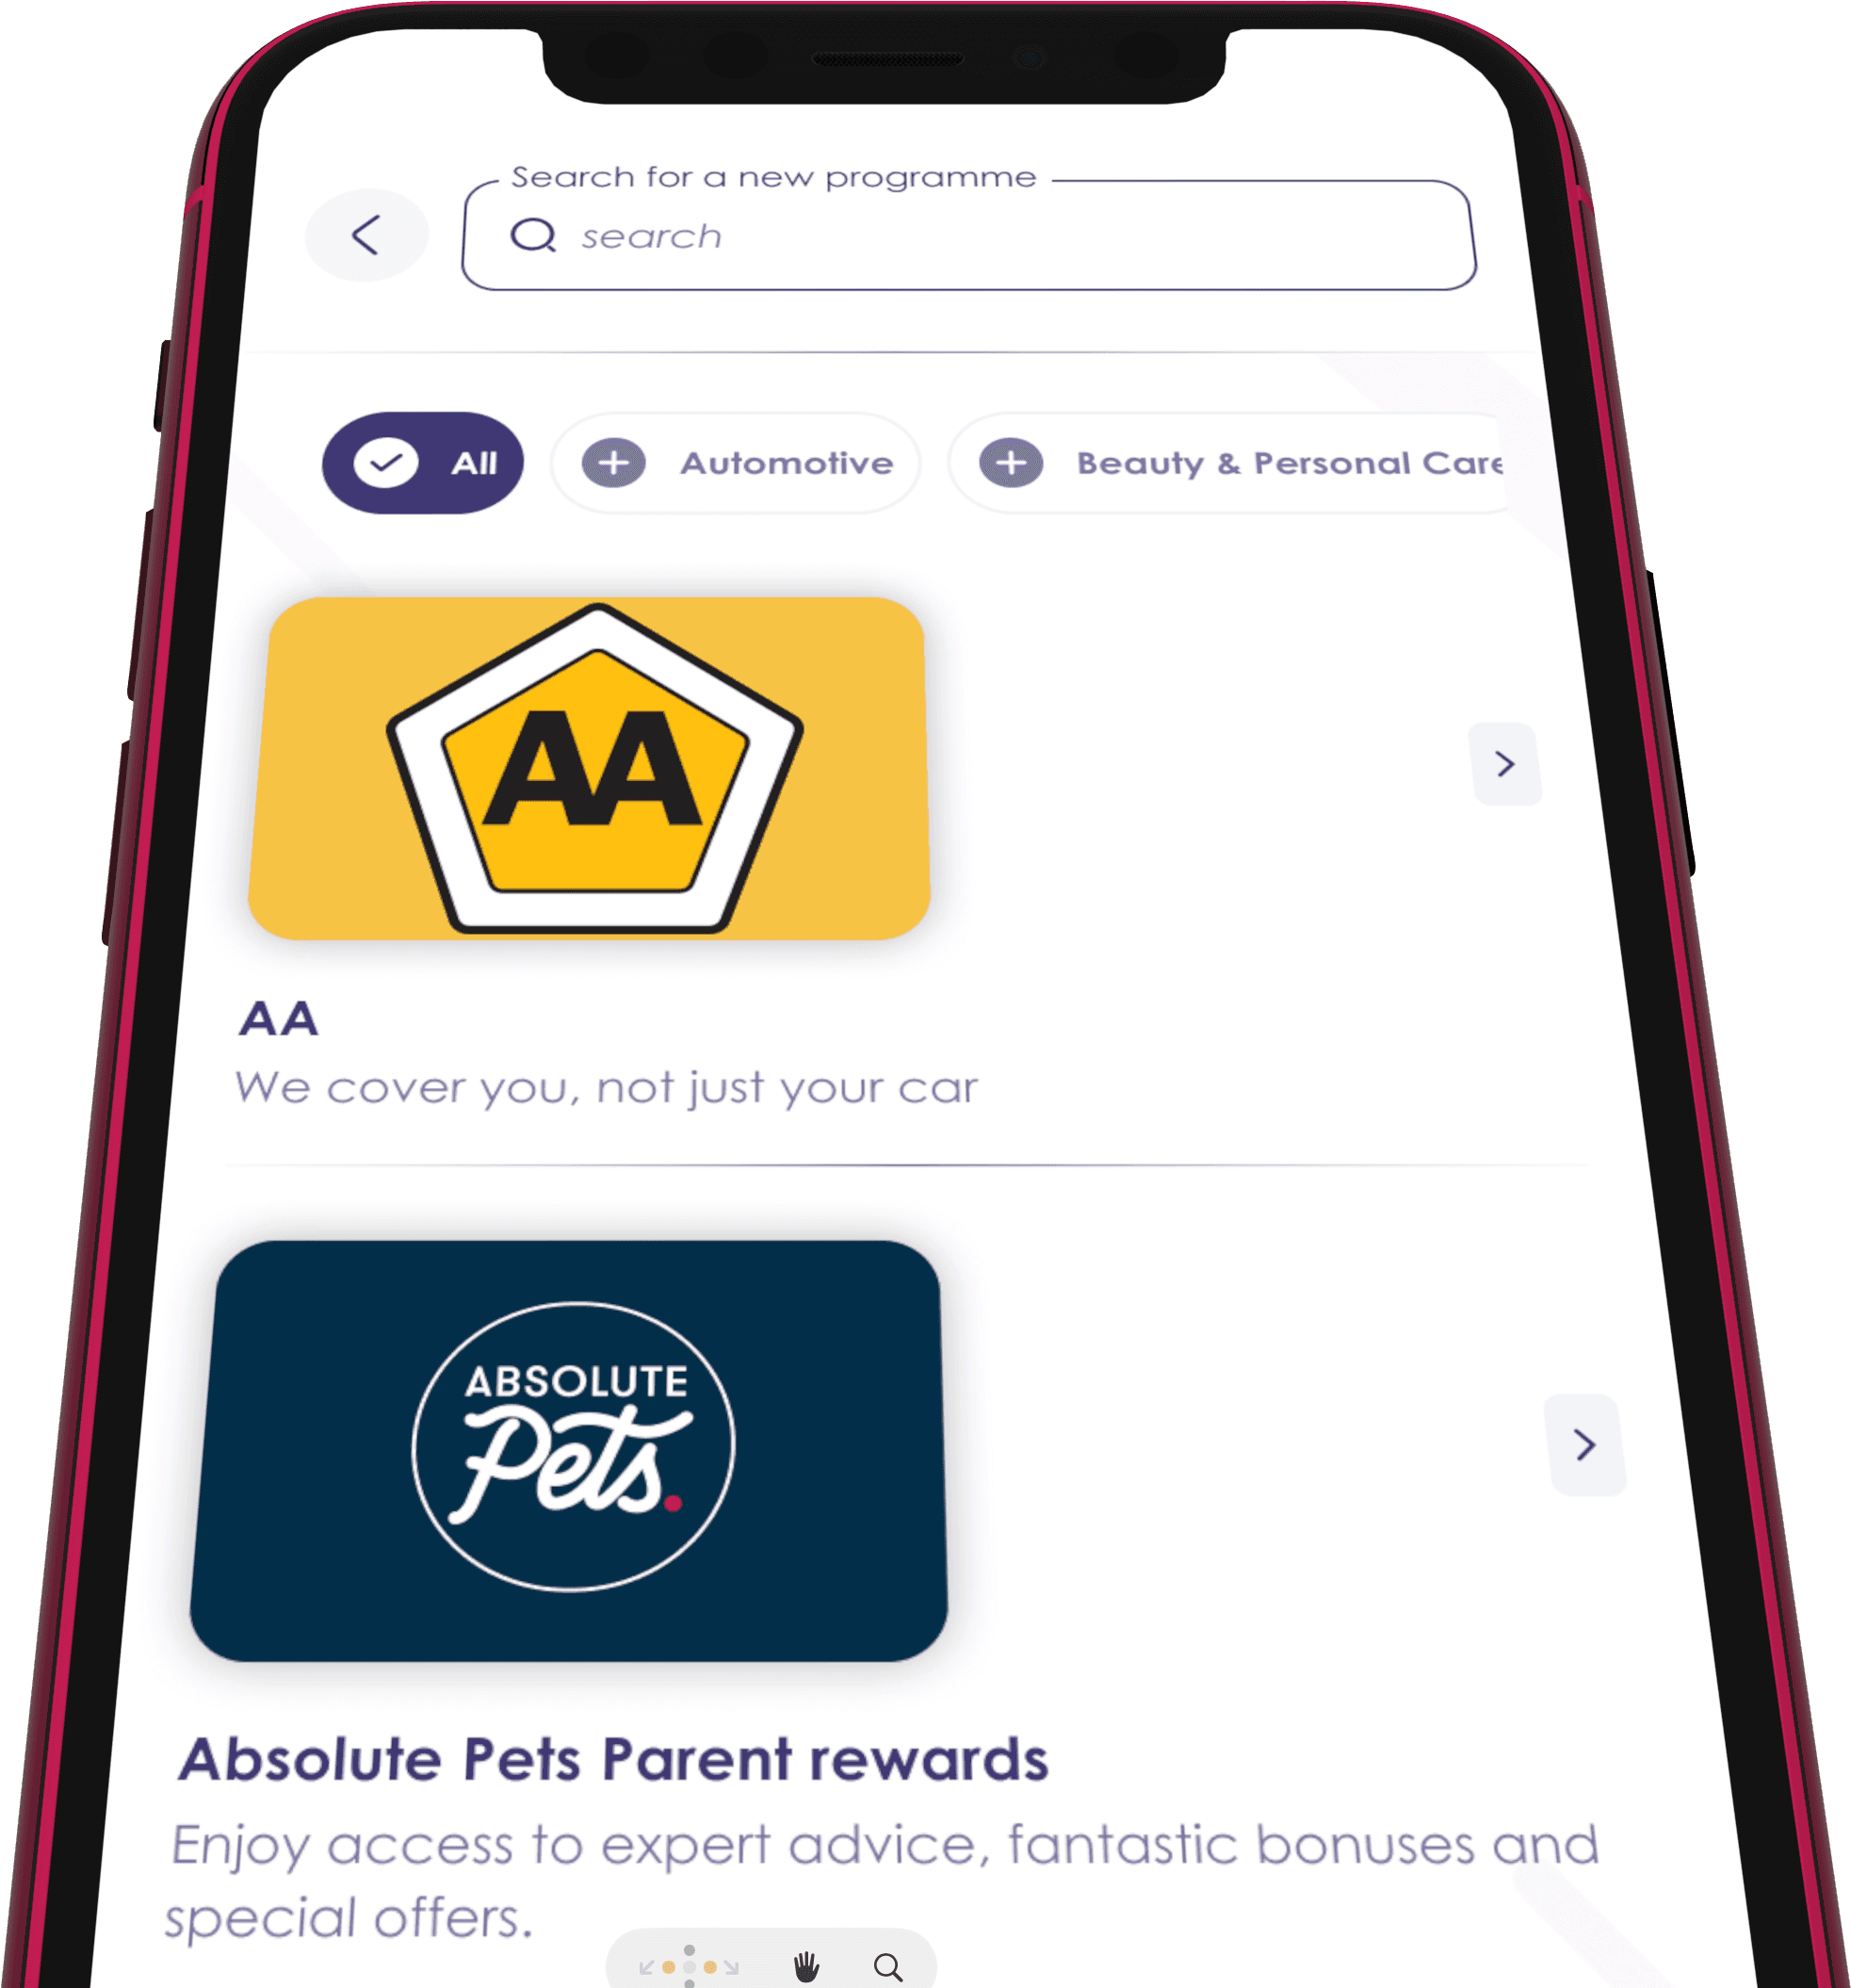 Search for a new programme
search
All
Automotive
Beauty & Personal Care
AA
AA
We cover you, not just your car
ABSOLUTE
Pets.
Absolute Pets Parent rewards
Enjoy access to expert advice, fantastic bonuses and
special offers.